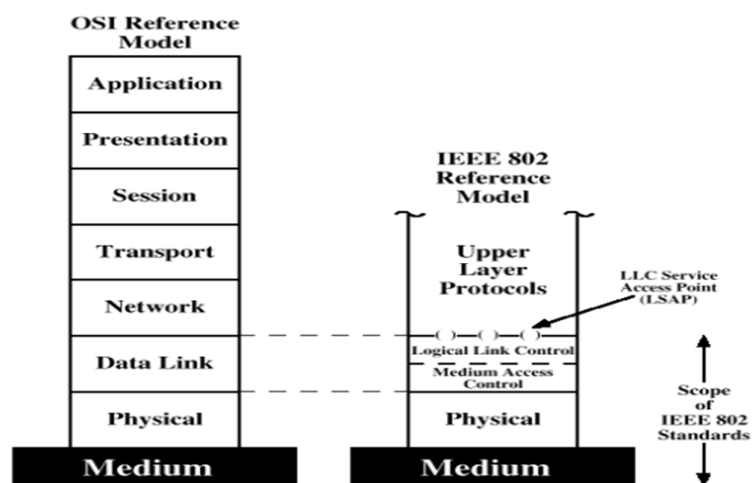 OSI Reference
Model
Application
Presentation
Session
Transport
Network
Data Link
Physical
Medium
IEEE 802
Reference
Model
Upper
Layer
Protocols
LLC Service
Access Point
(LSAP)
Logical Link Control
Medium Access
Control
Physical
Medium
Scope
of
IEEE 802
Standards